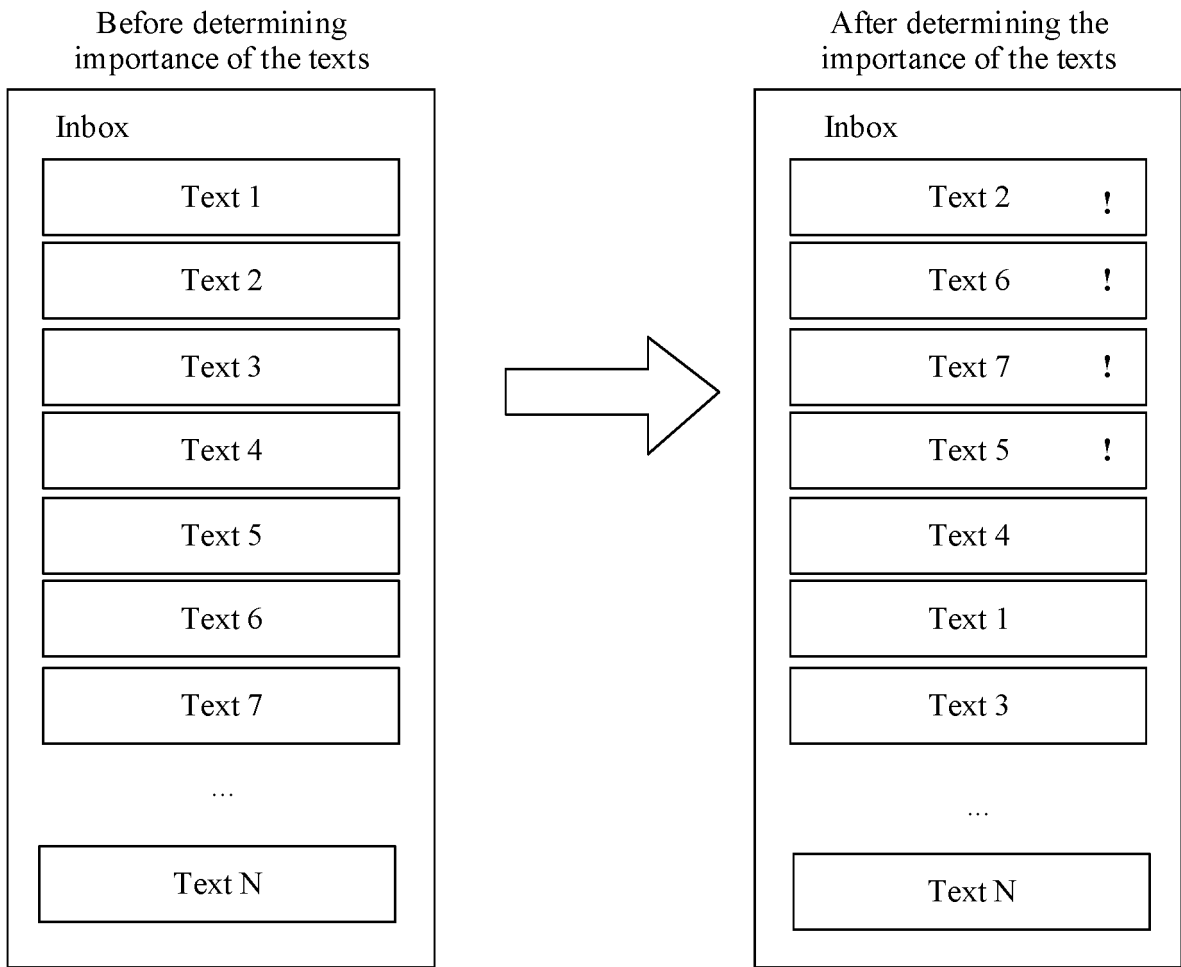 Before determining
importance of the texts
Inbox
Text 1
Text 2
Text 3
Text 4
Text 5
Text 6
Text 7
...
Text N
After determining the
importance of the texts
Inbox
Text 2 !
Text 6 !
Text 7 !
Text 5 !
Text 4
Text 1
Text 3
...
Text N